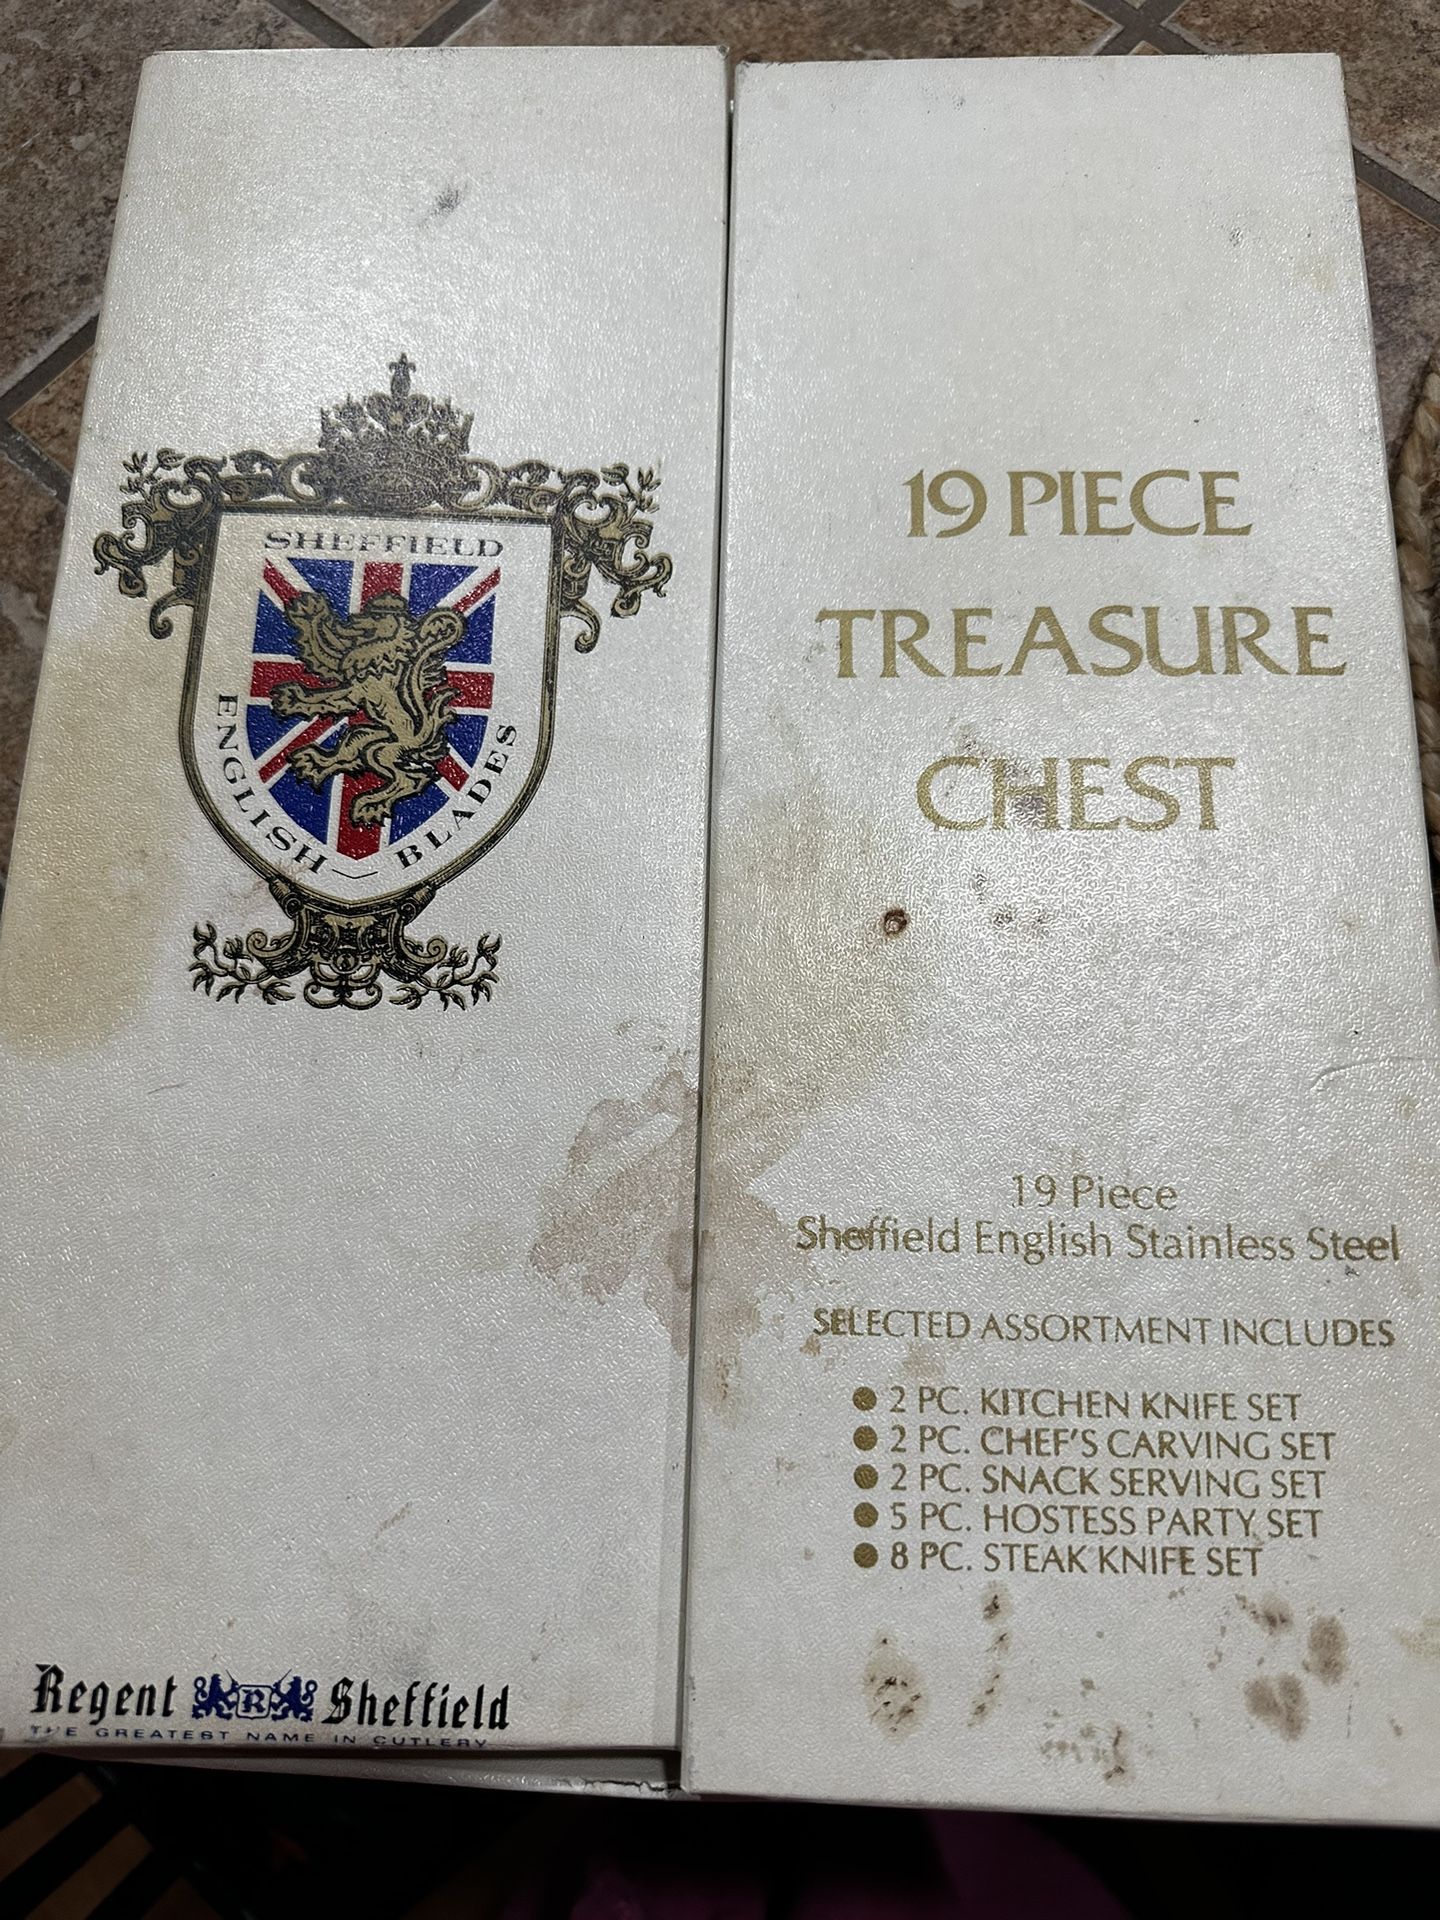 SHEFFIELD
ENGLISH BLADES
Regent R Sheffield
THE GREATEST NAME IN CUTLERY
19 PIECE
TREASURE
CHEST
19 Piece
Sheffield English Stainless Steel
SELECTED ASSORTMENT INCLUDES
● 2 PC. KITCHEN KNIFE SET
● 2 PC. CHEF'S CARVING SET
● 2 PC. SNACK SERVING SET
● 5 PC. HOSTESS PARTY SET
● 8 PC. STEAK KNIFE SET